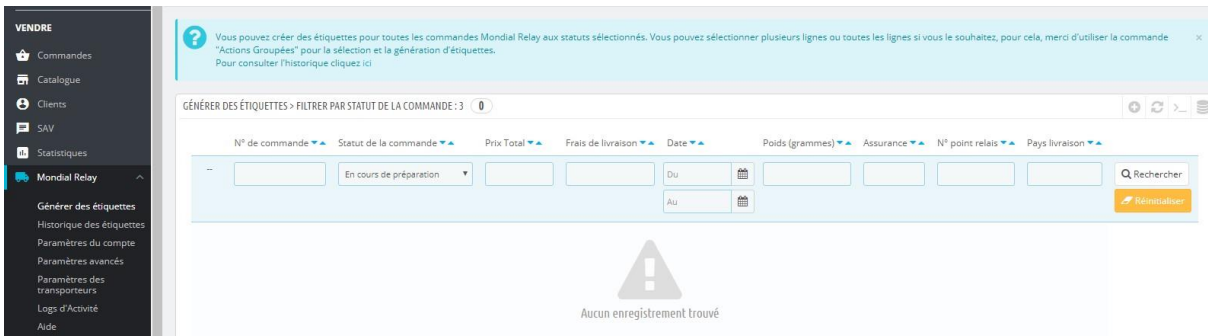 VENDRE
Commandes
Catalogue
Clients
SAV
Statistiques
Mondial Relay
Générer des étiquettes
Historique des étiquettes
Paramètres du compte
Paramètres avancés
Paramètres des
transporteurs
Logs d'Activité
Aide
Vous pouvez créer des étiquettes pour toutes les commandes Mondial Relay aux statuts sélectionnés. Vous pouvez sélectionner plusieurs lignes ou toutes les lignes si vous le souhaitez, pour cela, merci d'utiliser la commande
"Actions Groupées" pour la sélection et la génération d'étiquettes.
Pour consulter l'historique cliquez ici
GÉNÉRER DES ÉTIQUETTES > FILTRER PAR STATUT DE LA COMMANDE : 3 0
N° de commande Statut de la commande Prix Total Frais de livraison Date Poids (grammes) Assurance N° point relais Pays livraison
-- En cours de préparation Du Rechercher
Au Réinitialiser
Aucun enregistrement trouvé